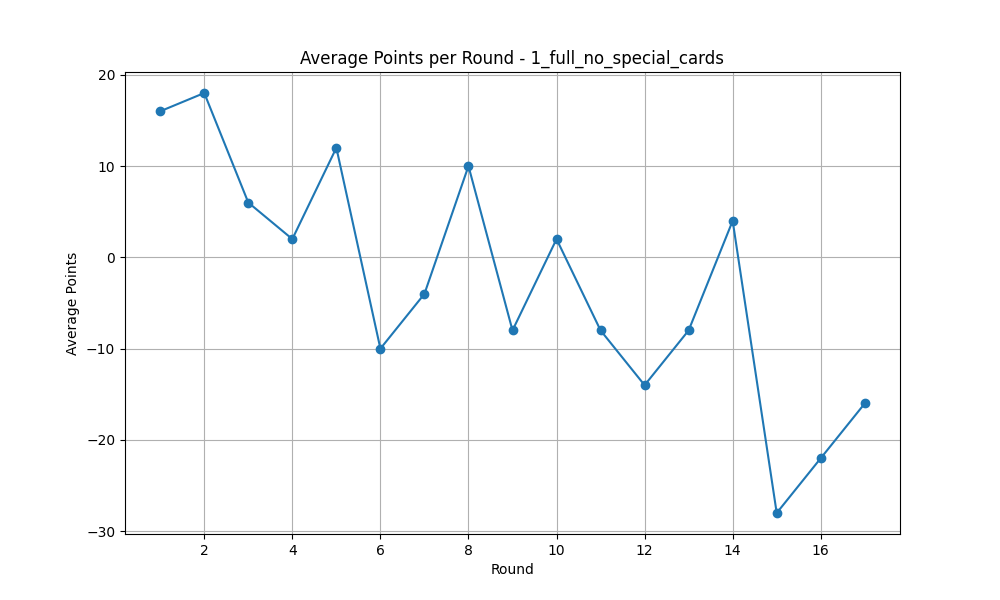 Average Points per Round - 1_full_no_special_cards
20
10
0
−10
−20
−30
Average Points
2 4 6 8 10 12 14 16
Round